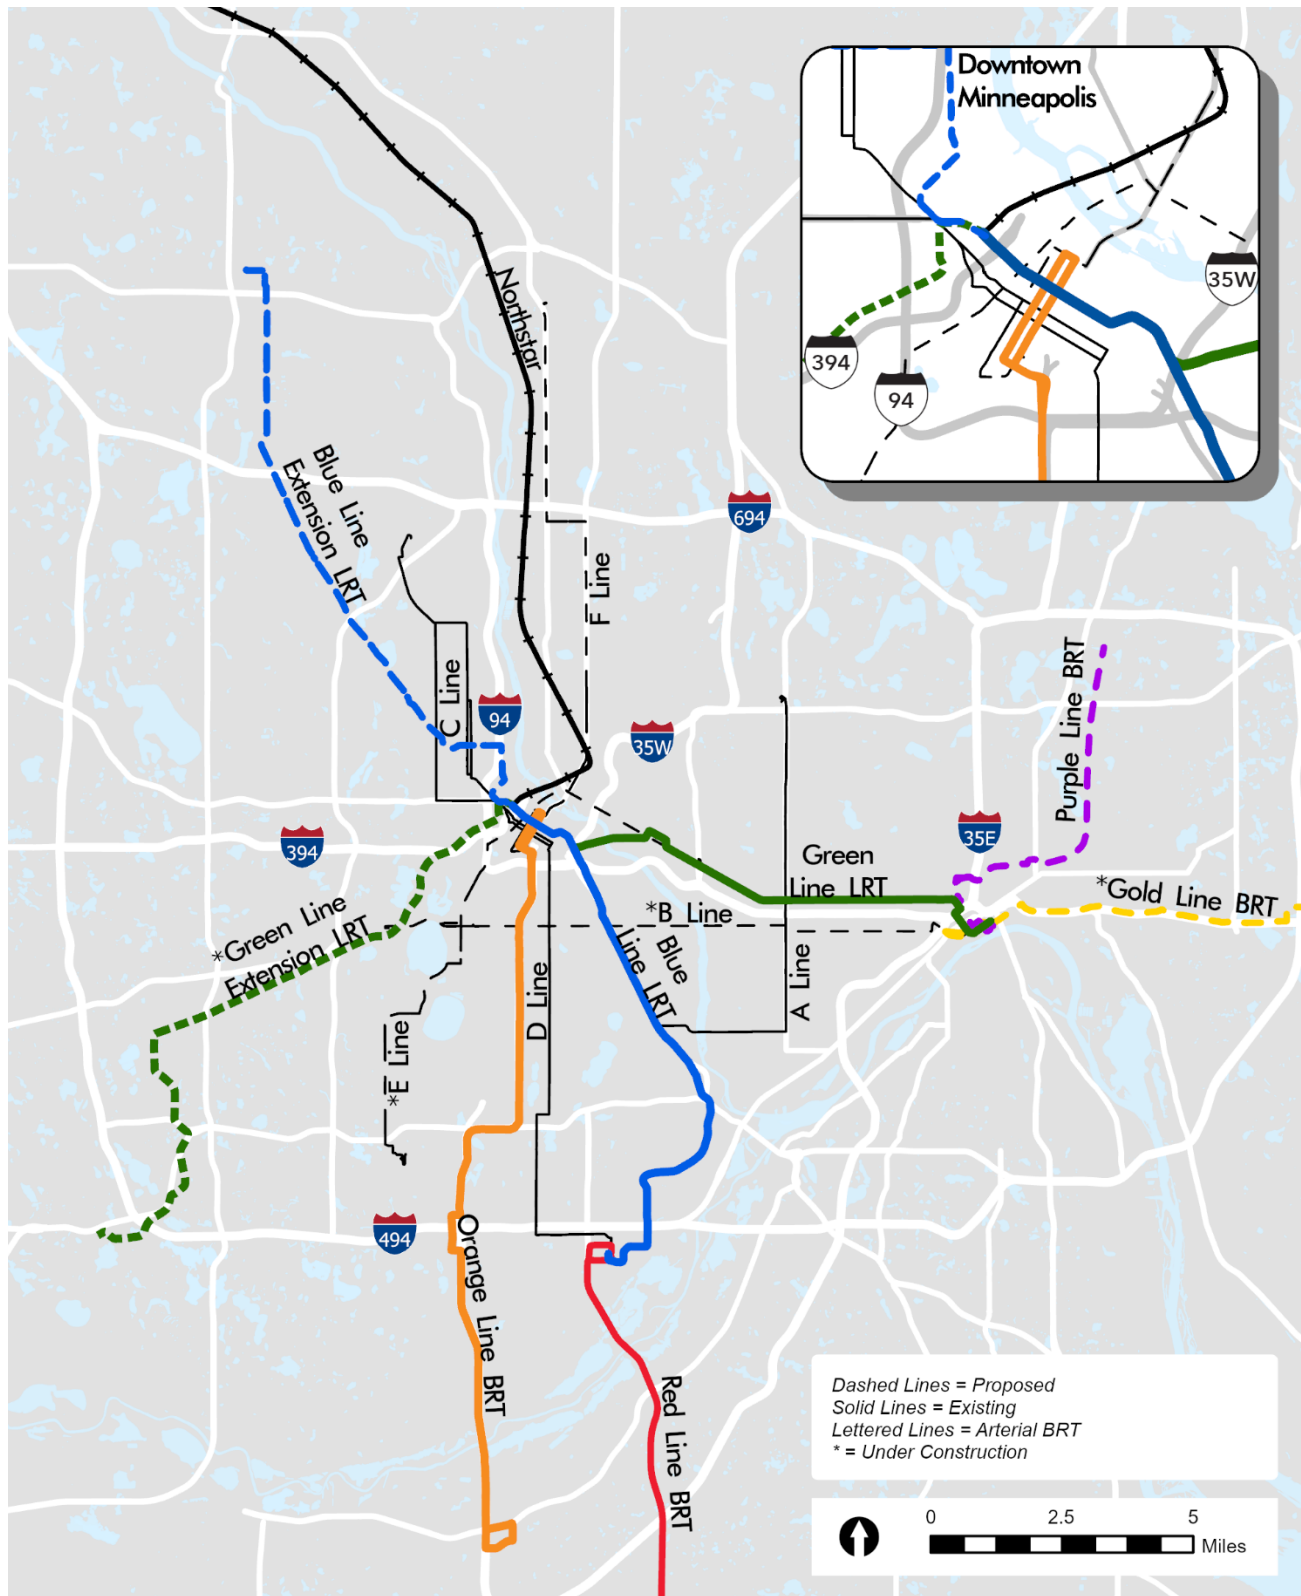 Downtown
Minneapolis
35W
394
94
Northstar
Blue Line
Extension LRT
694
F Line
C Line
94
35W
Purple Line BRT
394
35E
Green
Line LRT
*Gold Line BRT
*B Line
*Green Line
Extension LRT
Blue
Line LRT
A Line
D Line
*E Line
494
Orange Line BRT
Red Line BRT
Dashed Lines = Proposed
Solid Lines = Existing
Lettered Lines = Arterial BRT
* = Under Construction
0 2.5 5
Miles